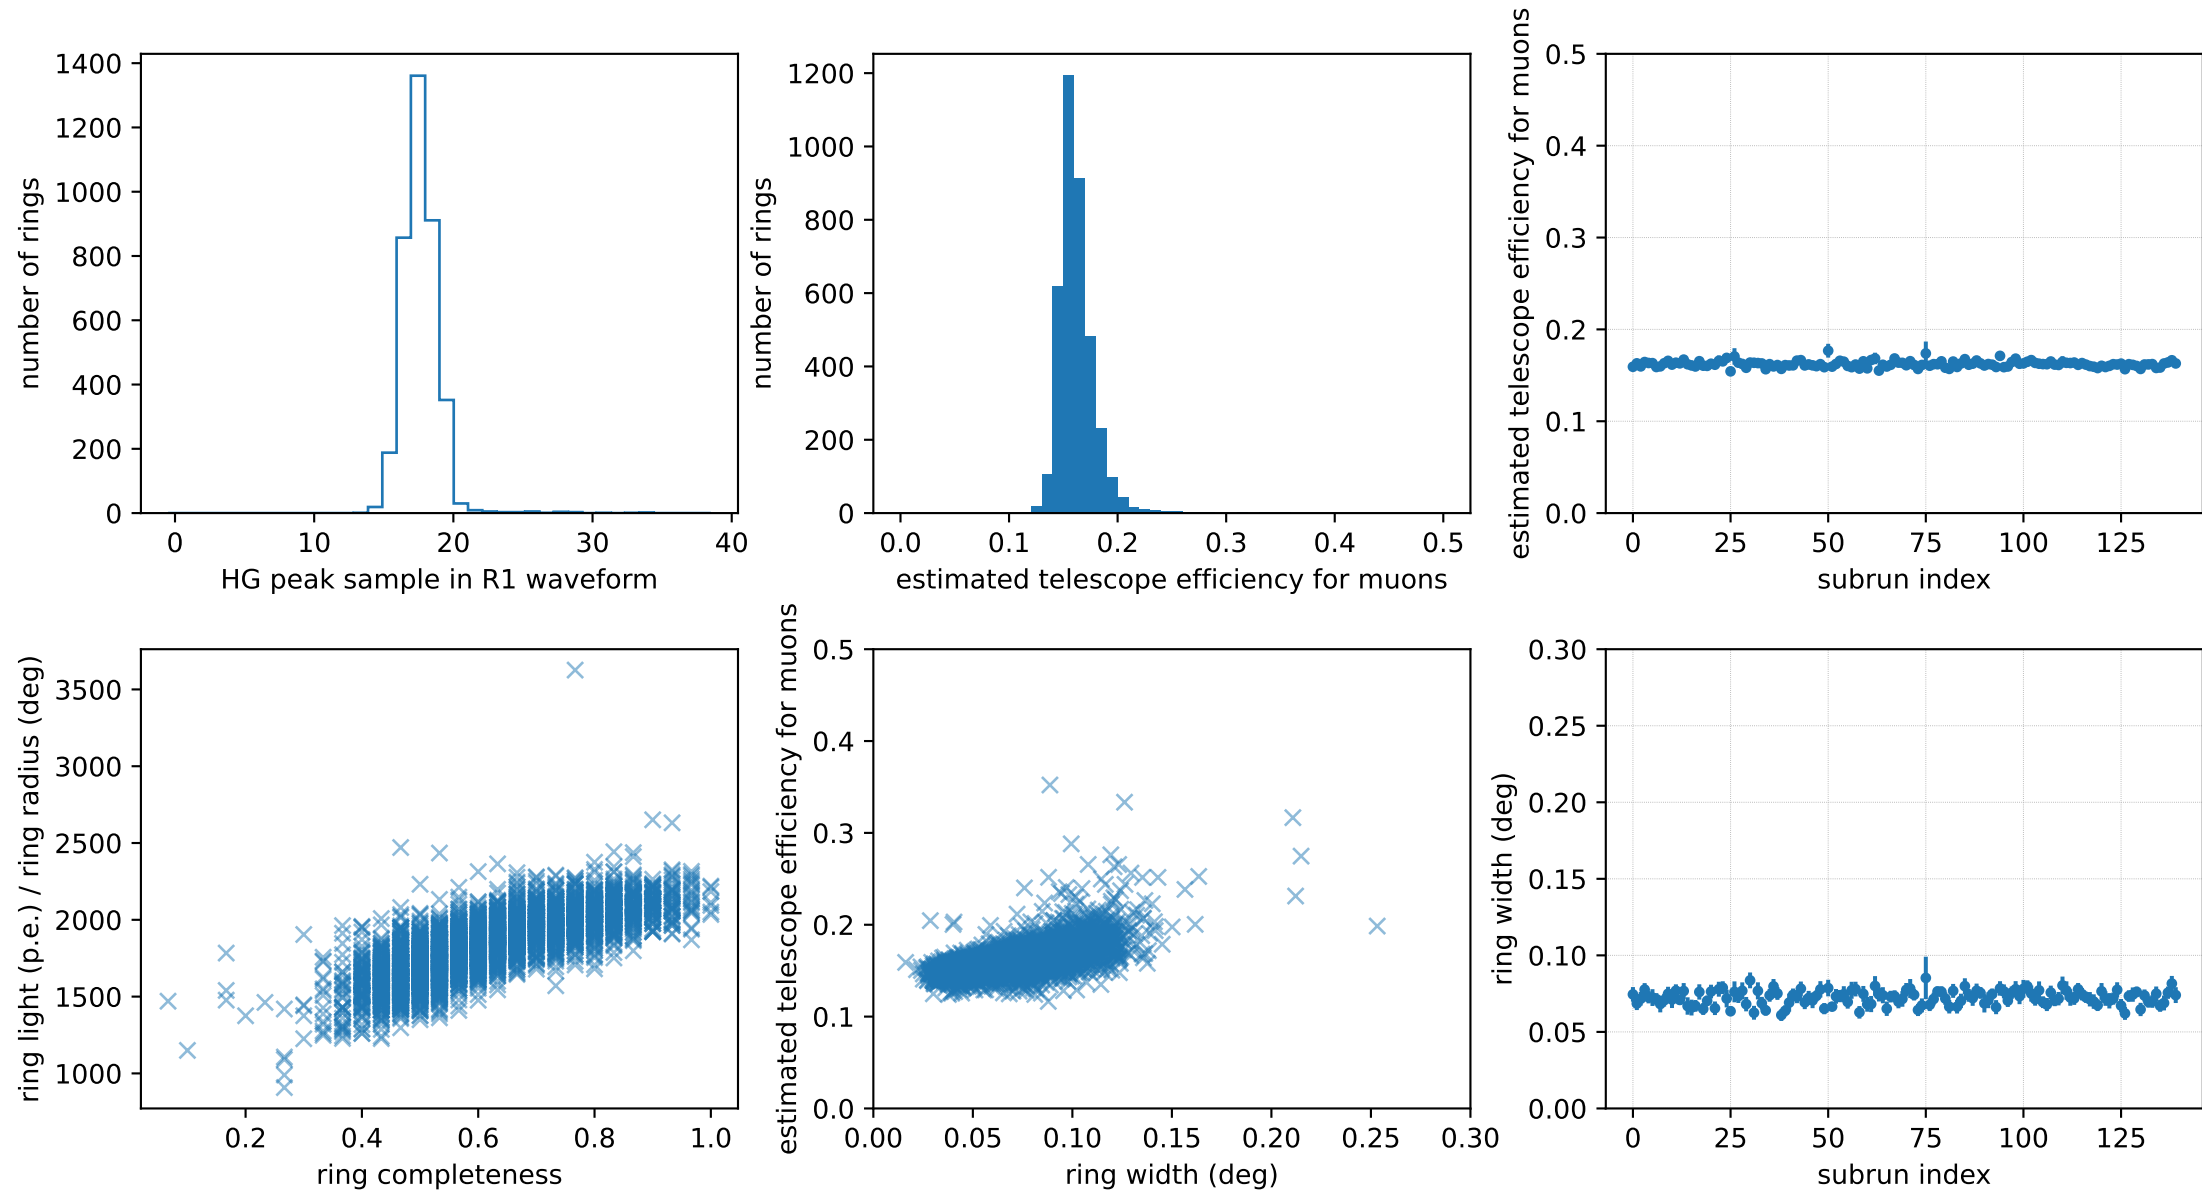 number of rings
1400
1200
1000
800
600
400
200
0
0 10 20 30 40
HG peak sample in R1 waveform
number of rings
1200
1000
800
600
400
200
0
0.0 0.1 0.2 0.3 0.4 0.5
estimated telescope efficiency for muons
estimated telescope efficiency for muons
0.5
0.4
0.3
0.2
0.1
0.0
0 25 50 75 100 125
subrun index
ring light (p.e.) / ring radius (deg)
3500
3000
2500
2000
1500
1000
0.2 0.4 0.6 0.8 1.0
ring completeness
estimated telescope efficiency for muons
0.5
0.4
0.3
0.2
0.1
0.0
0.00 0.05 0.10 0.15 0.20 0.25 0.30
ring width (deg)
ring width (deg)
0.30
0.25
0.20
0.15
0.10
0.05
0.00
0 25 50 75 100 125
subrun index